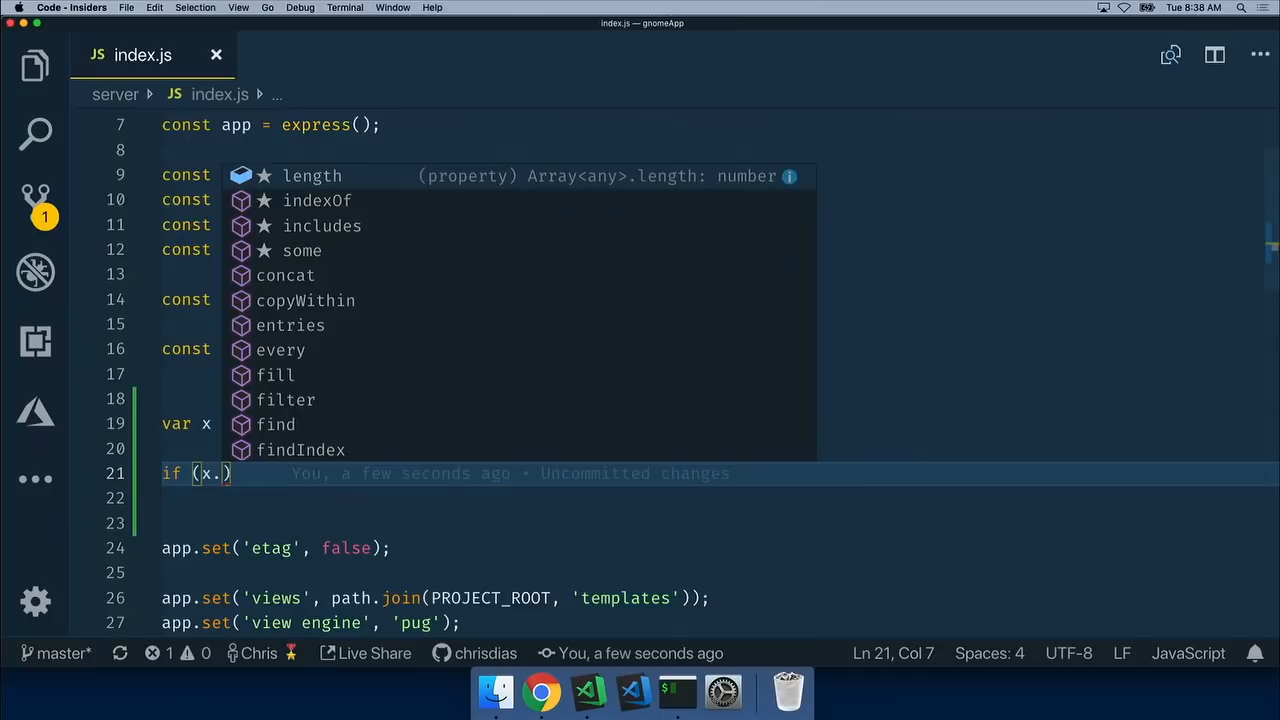 Code - Insiders File Edit Selection View Go Debug Terminal Window Help Tue 8:38 AM
index.js — gnomeApp
JS index.js
server JS index.js ...
7 const app = express();
8
9 const
10 const
11 const
12 const
13
14 const
15
16 const
17
18
19 var x
20
21 if (x.) You, a few seconds ago • Uncommitted changes
22
23
24 app.set('etag', false);
25
26 app.set('views', path.join(PROJECT_ROOT, 'templates'));
27 app.set('view engine', 'pug');
★ length (property) Array<any>.length: number
★ indexOf
★ includes
★ some
concat
copyWithin
entries
every
fill
filter
find
findIndex
1
master* 1 0 Chris Live Share chrisdias You, a few seconds ago Ln 21, Col 7 Spaces: 4 UTF-8 LF JavaScript
$